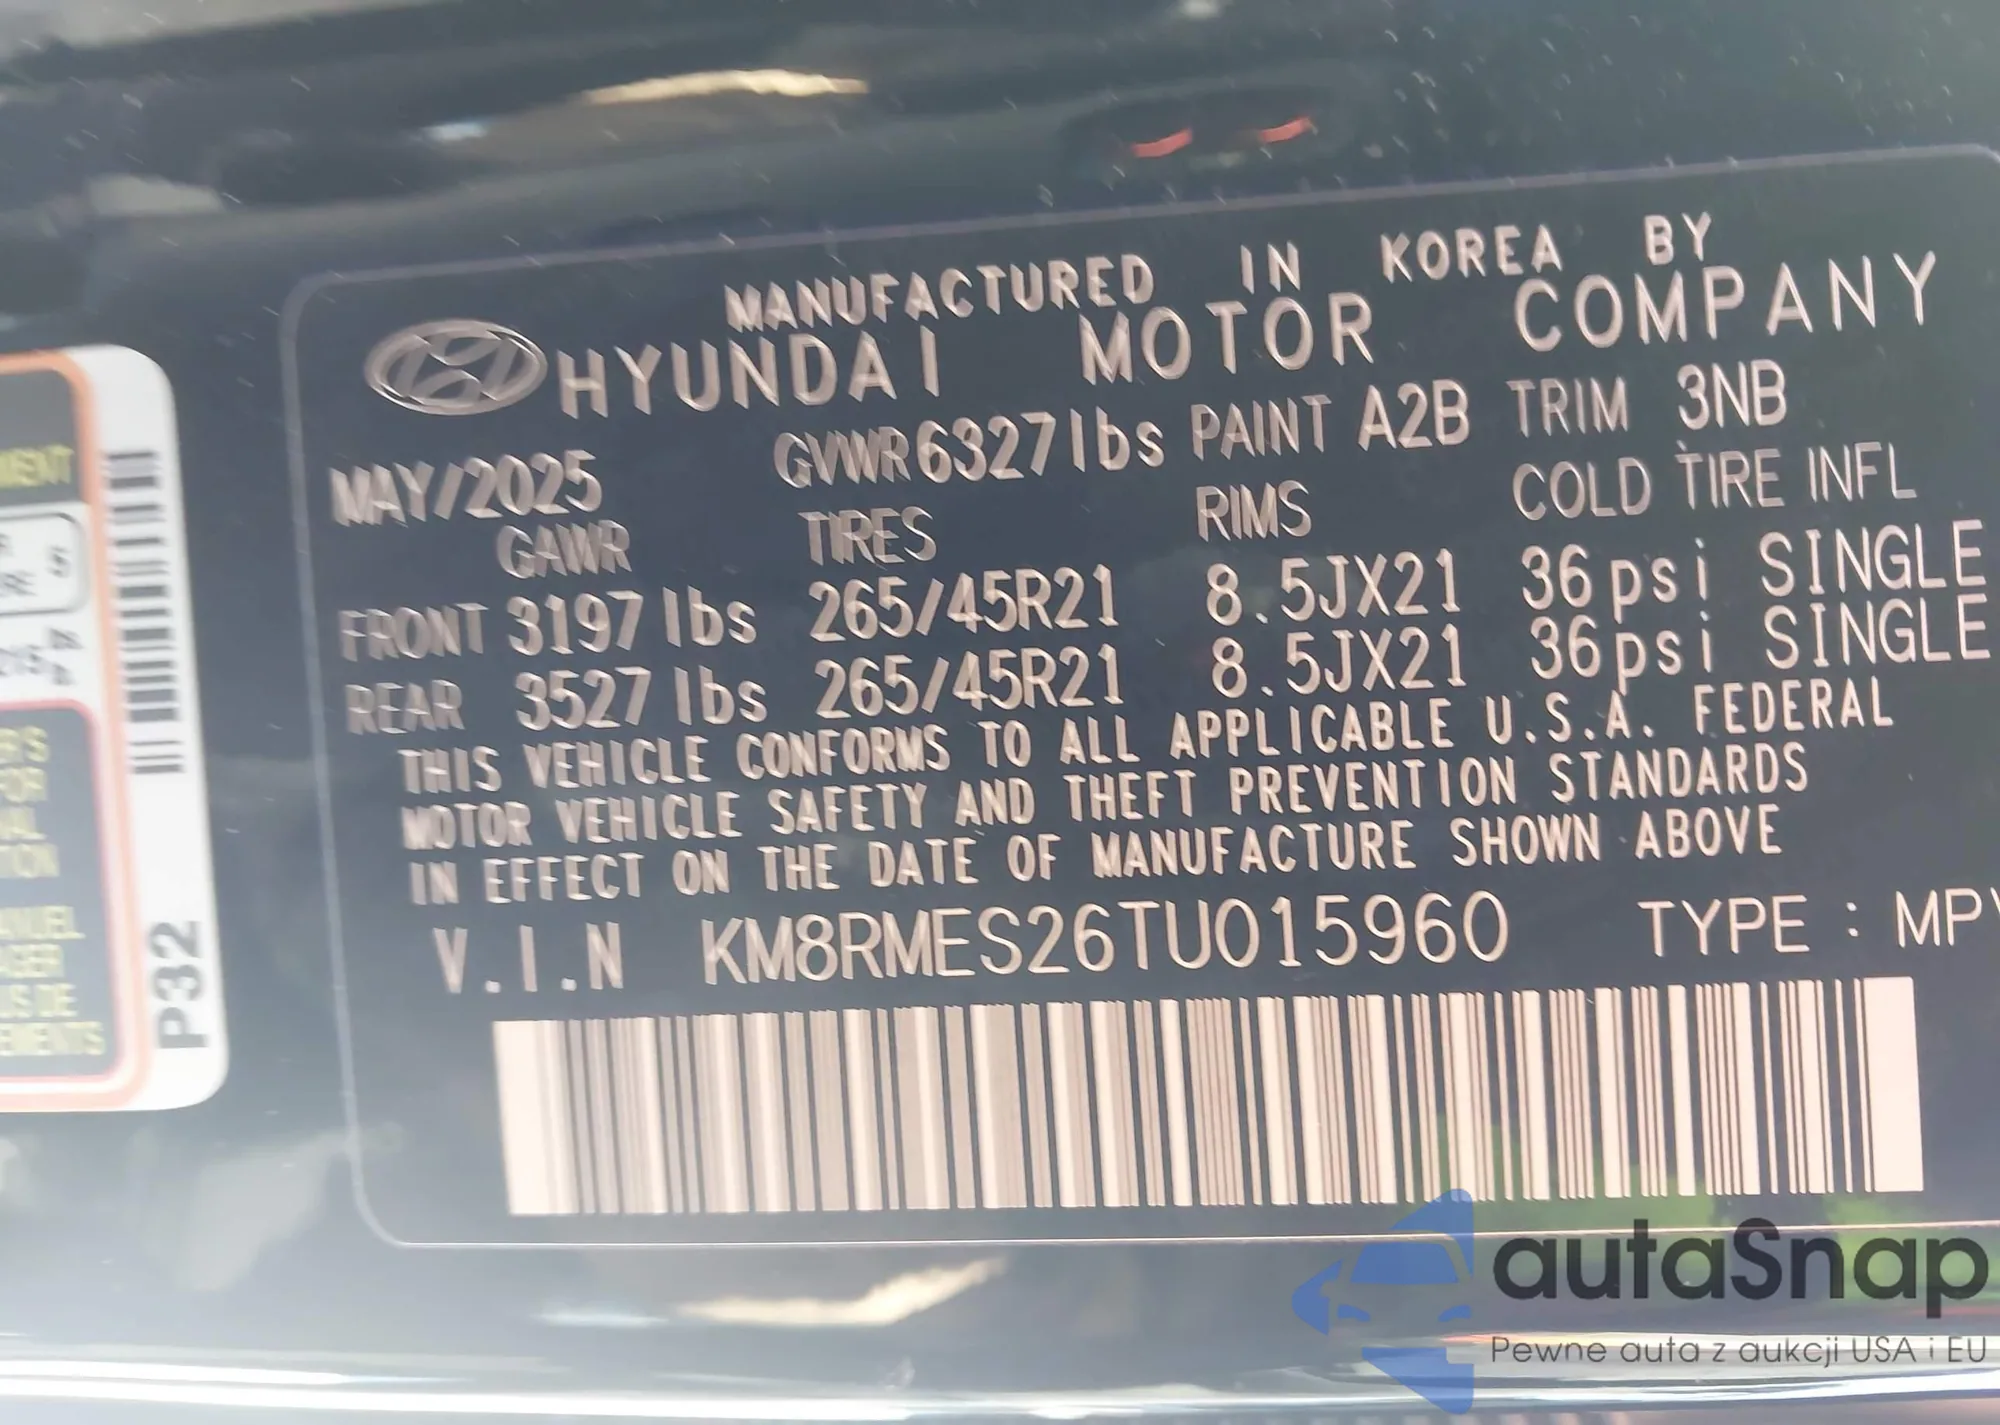 MANUFACTURED IN KOREA BY
HYUNDAI MOTOR COMPANY
MAY/2025 GVWR 6327 lbs PAINT A2B TRIM 3NB
GAWR TIRES RIMS COLD TIRE INFL
FRONT 3197 lbs 265/45R21 8.5JX21 36 psi SINGLE
REAR 3527 lbs 265/45R21 8.5JX21 36 psi SINGLE
THIS VEHICLE CONFORMS TO ALL APPLICABLE U.S.A. FEDERAL
MOTOR VEHICLE SAFETY AND THEFT PREVENTION STANDARDS
IN EFFECT ON THE DATE OF MANUFACTURE SHOWN ABOVE
V.I.N KM8RMES26TU015960 TYPE : MPV
P32
autaSnap
Pewne auta z aukcji USA i EU